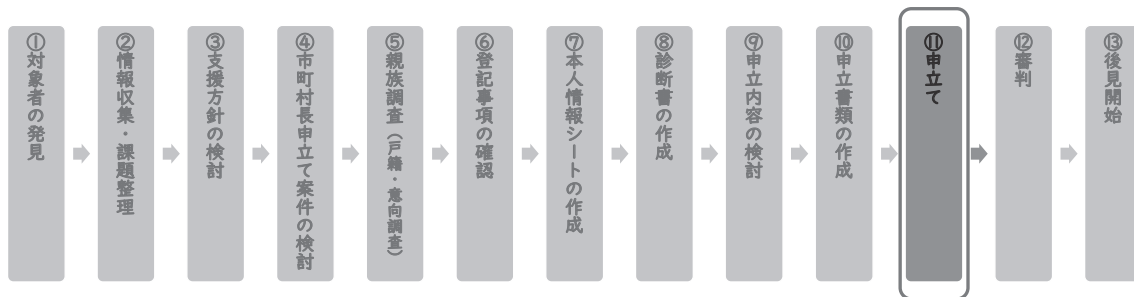 ①対象者の発見
②情報収集・課題整理
③支援方針の検討
④市町村長申立て案件の検討
⑤親族調査（戸籍・意向調査）
⑥登記事項の確認
⑦本人情報シートの作成
⑧診断書の作成
⑨申立内容の検討
⑩申立書類の作成
⑪申立て
⑫審判
⑬後見開始